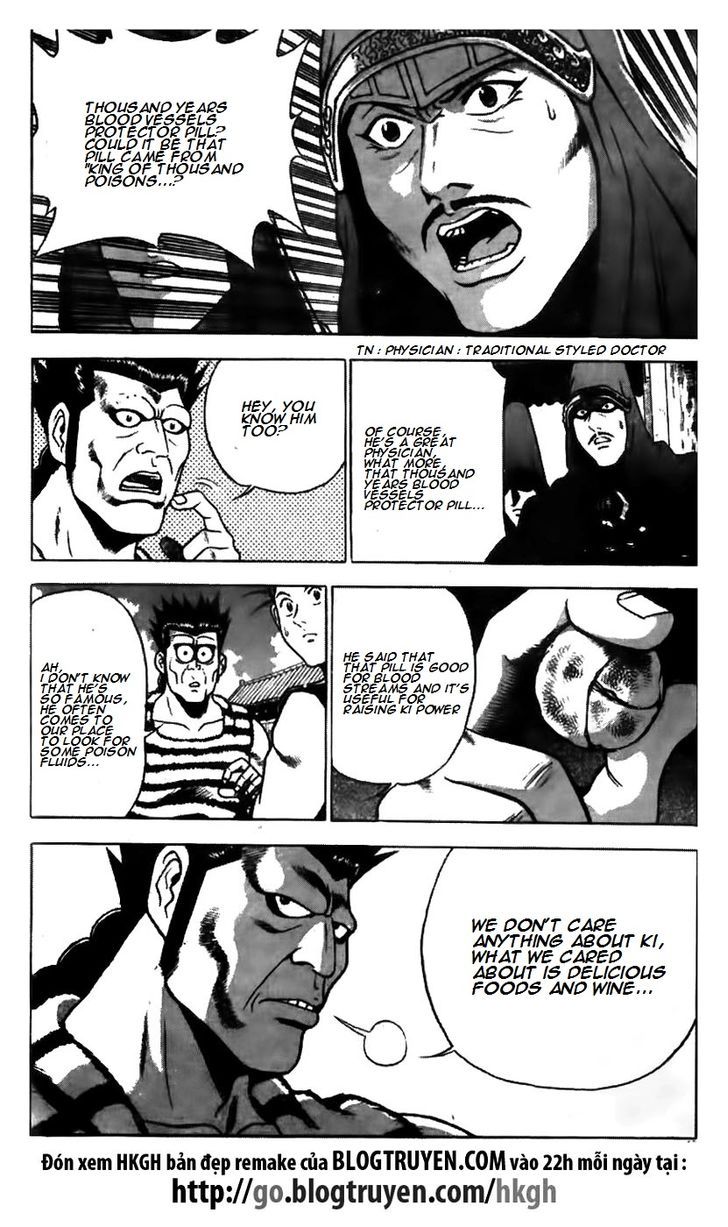 THOUSAND YEARS
BLOOD VESSELS
PROTECTOR PILL?
COULD IT BE THAT
PILL CAME FROM
"KING OF THOUSAND
POISONS...?
TN : PHYSICIAN : TRADITIONAL STYLED DOCTOR
HEY, YOU
KNOW HIM
TOO?
OF COURSE,
HE'S A GREAT
PHYSICIAN,
WHAT MORE,
THAT THOUSAND
YEARS BLOOD
VESSELS
PROTECTOR PILL...
AH,
I DON'T KNOW
THAT HE'S
SO FAMOUS,
HE OFTEN
COMES TO
OUR PLACE
TO LOOK FOR
SOME POISON
FLUIDS...
HE SAID THAT
THAT PILL IS GOOD
FOR BLOOD
STREAMS AND IT'S
USEFUL FOR
RAISING KI POWER
WE DON'T CARE
ANYTHING ABOUT KI,
WHAT WE CARED
ABOUT IS DELICIOUS
FOODS AND WINE...
Đón xem HKGH bản đẹp remake của BLOGTRUYEN.COM vào 22h mỗi ngày tại :
http://go.blogtruyen.com/hkgh